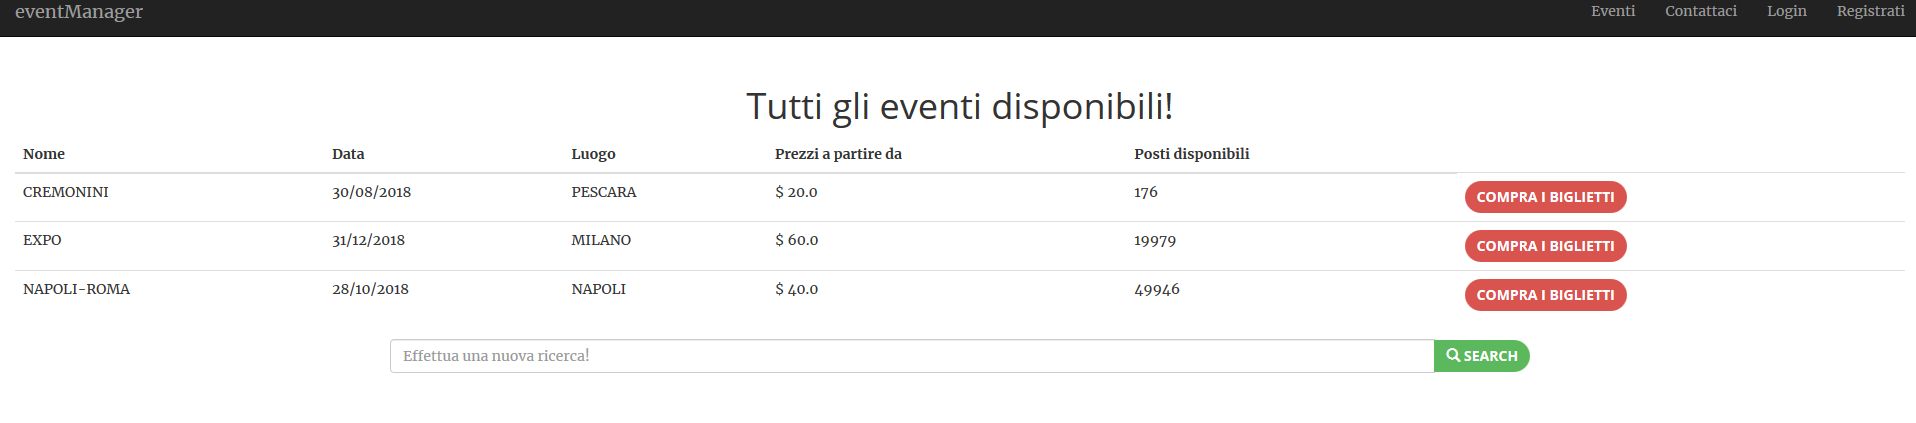 eventManager Eventi Contattaci Login Registrati
Tutti gli eventi disponibili!
Nome Data Luogo Prezzi a partire da Posti disponibili
CREMONINI 30/08/2018 PESCARA $ 20.0 176 COMPRA I BIGLIETTI
EXPO 31/12/2018 MILANO $ 60.0 19979 COMPRA I BIGLIETTI
NAPOLI-ROMA 28/10/2018 NAPOLI $ 40.0 49946 COMPRA I BIGLIETTI
Effettua una nuova ricerca! SEARCH